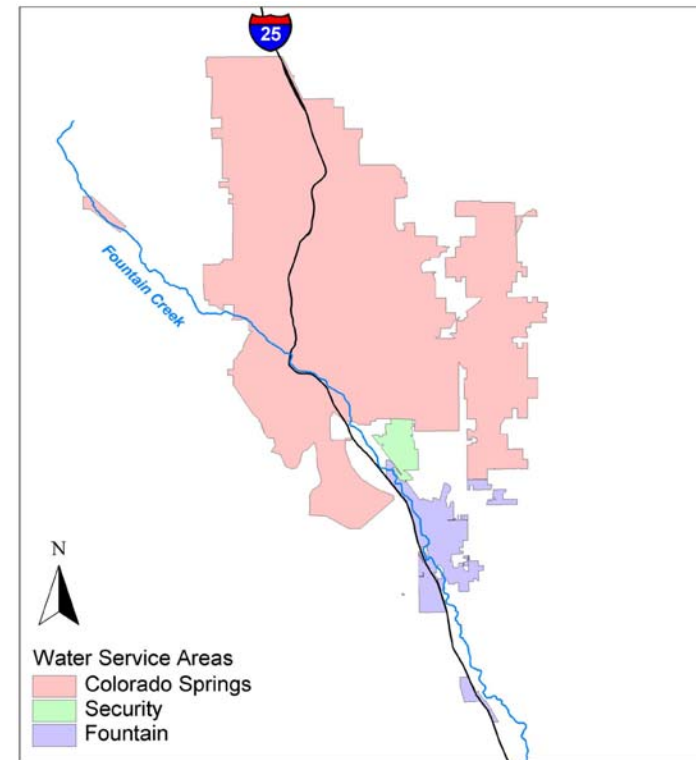 25
Fountain Creek
N
Water Service Areas
Colorado Springs
Security
Fountain